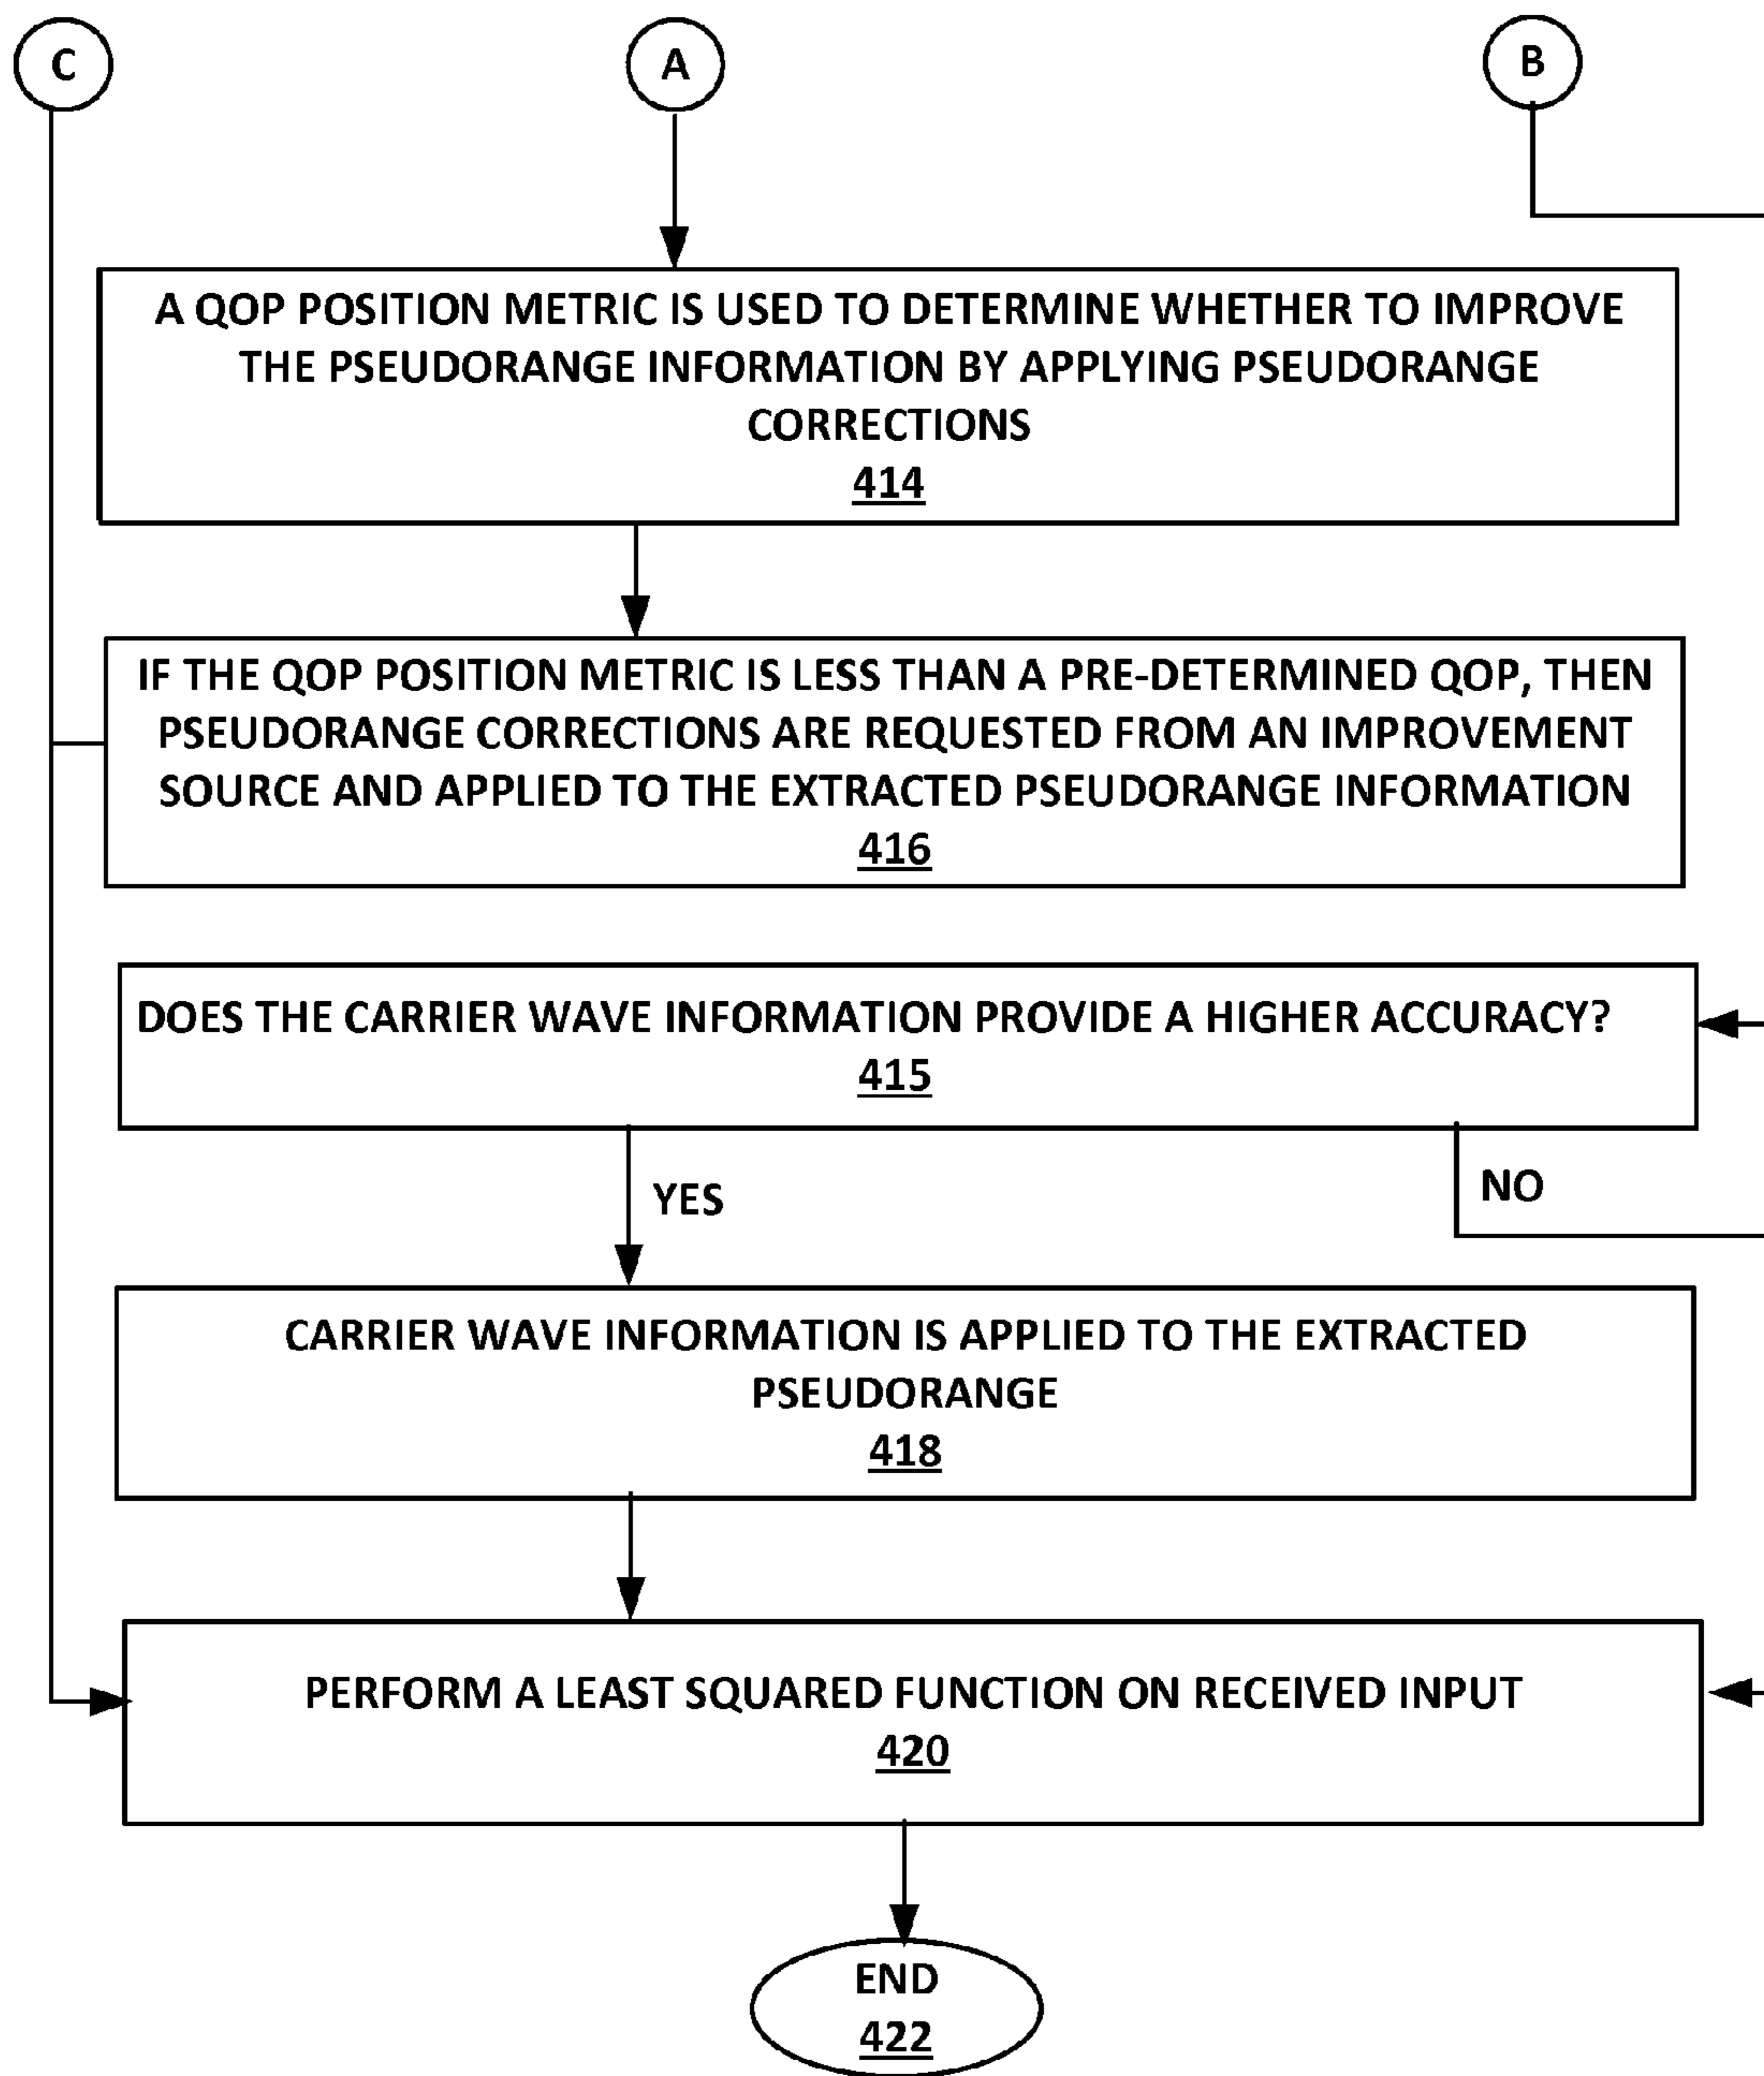 C
A
B
A QOP POSITION METRIC IS USED TO DETERMINE WHETHER TO IMPROVE
THE PSEUDORANGE INFORMATION BY APPLYING PSEUDORANGE
CORRECTIONS
414
IF THE QOP POSITION METRIC IS LESS THAN A PRE-DETERMINED QOP, THEN
PSEUDORANGE CORRECTIONS ARE REQUESTED FROM AN IMPROVEMENT
SOURCE AND APPLIED TO THE EXTRACTED PSEUDORANGE INFORMATION
416
DOES THE CARRIER WAVE INFORMATION PROVIDE A HIGHER ACCURACY?
415
YES
NO
CARRIER WAVE INFORMATION IS APPLIED TO THE EXTRACTED
PSEUDORANGE
418
PERFORM A LEAST SQUARED FUNCTION ON RECEIVED INPUT
420
END
422